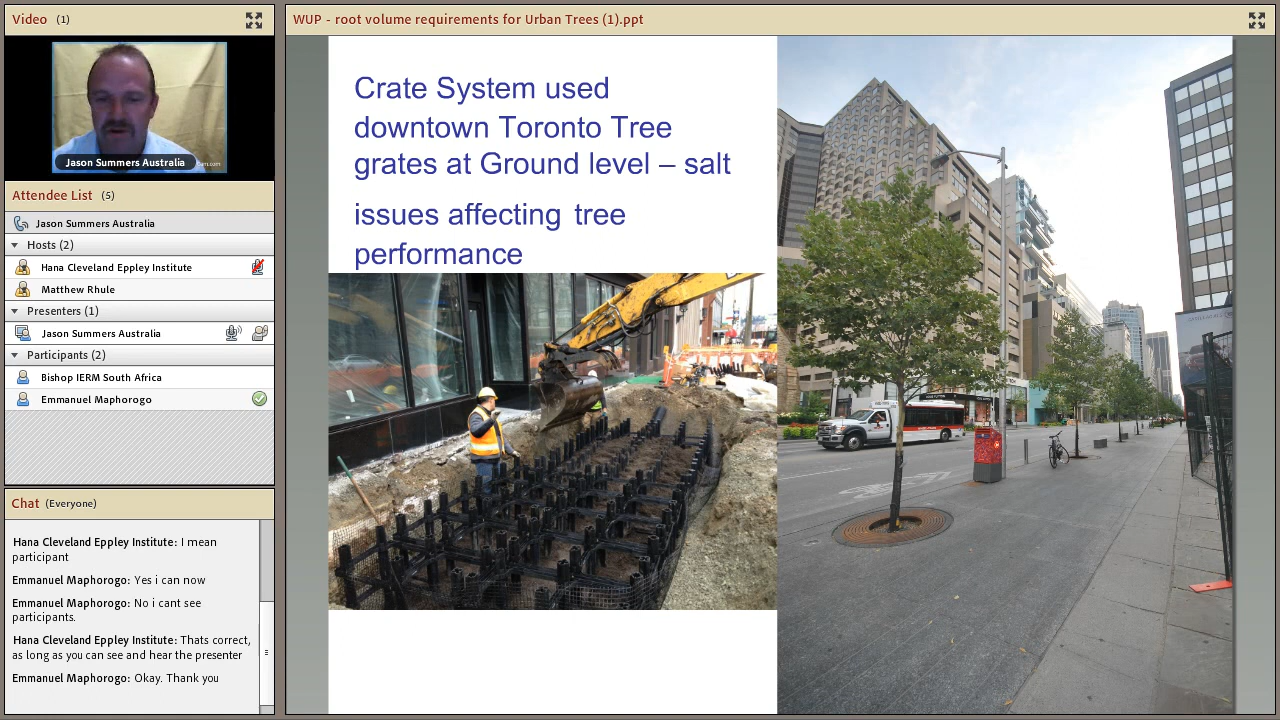 Video (1)
Jason Summers Australia
Attendee List (5)
Jason Summers Australia
Hosts (2)
Hana Cleveland Eppley Institute
Matthew Rhule
Presenters (1)
Jason Summers Australia
Participants (2)
Bishop IERM South Africa
Emmanuel Maphorogo
Chat (Everyone)
Hana Cleveland Eppley Institute: I mean
participant
Emmanuel Maphorogo: Yes i can now
Emmanuel Maphorogo: No i cant see
participants.
Hana Cleveland Eppley Institute: Thats correct,
as long as you can see and hear the presenter
Emmanuel Maphorogo: Okay. Thank you
WUP - root volume requirements for Urban Trees (1).ppt
Crate System used
downtown Toronto Tree
grates at Ground level – salt
issues affecting tree
performance